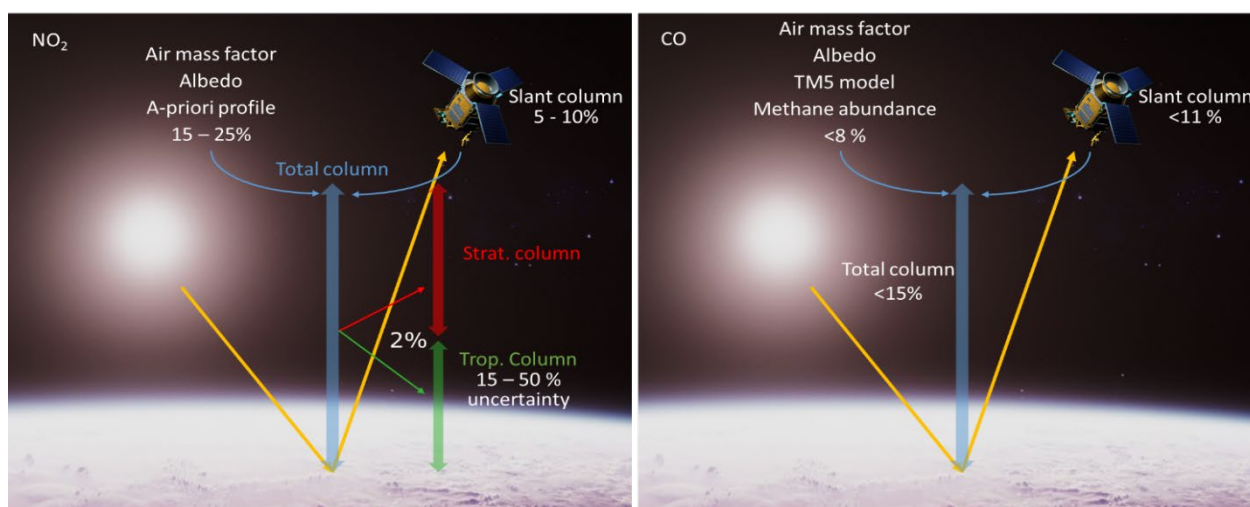 NO₂
Air mass factor
Albedo
A-priori profile
15 – 25%
Slant column
5 - 10%
Total column
Strat. column
2%
Trop. Column
15 – 50 %
uncertainty
CO
Air mass factor
Albedo
TM5 model
Methane abundance
<8 %
Slant column
<11 %
Total column
<15%